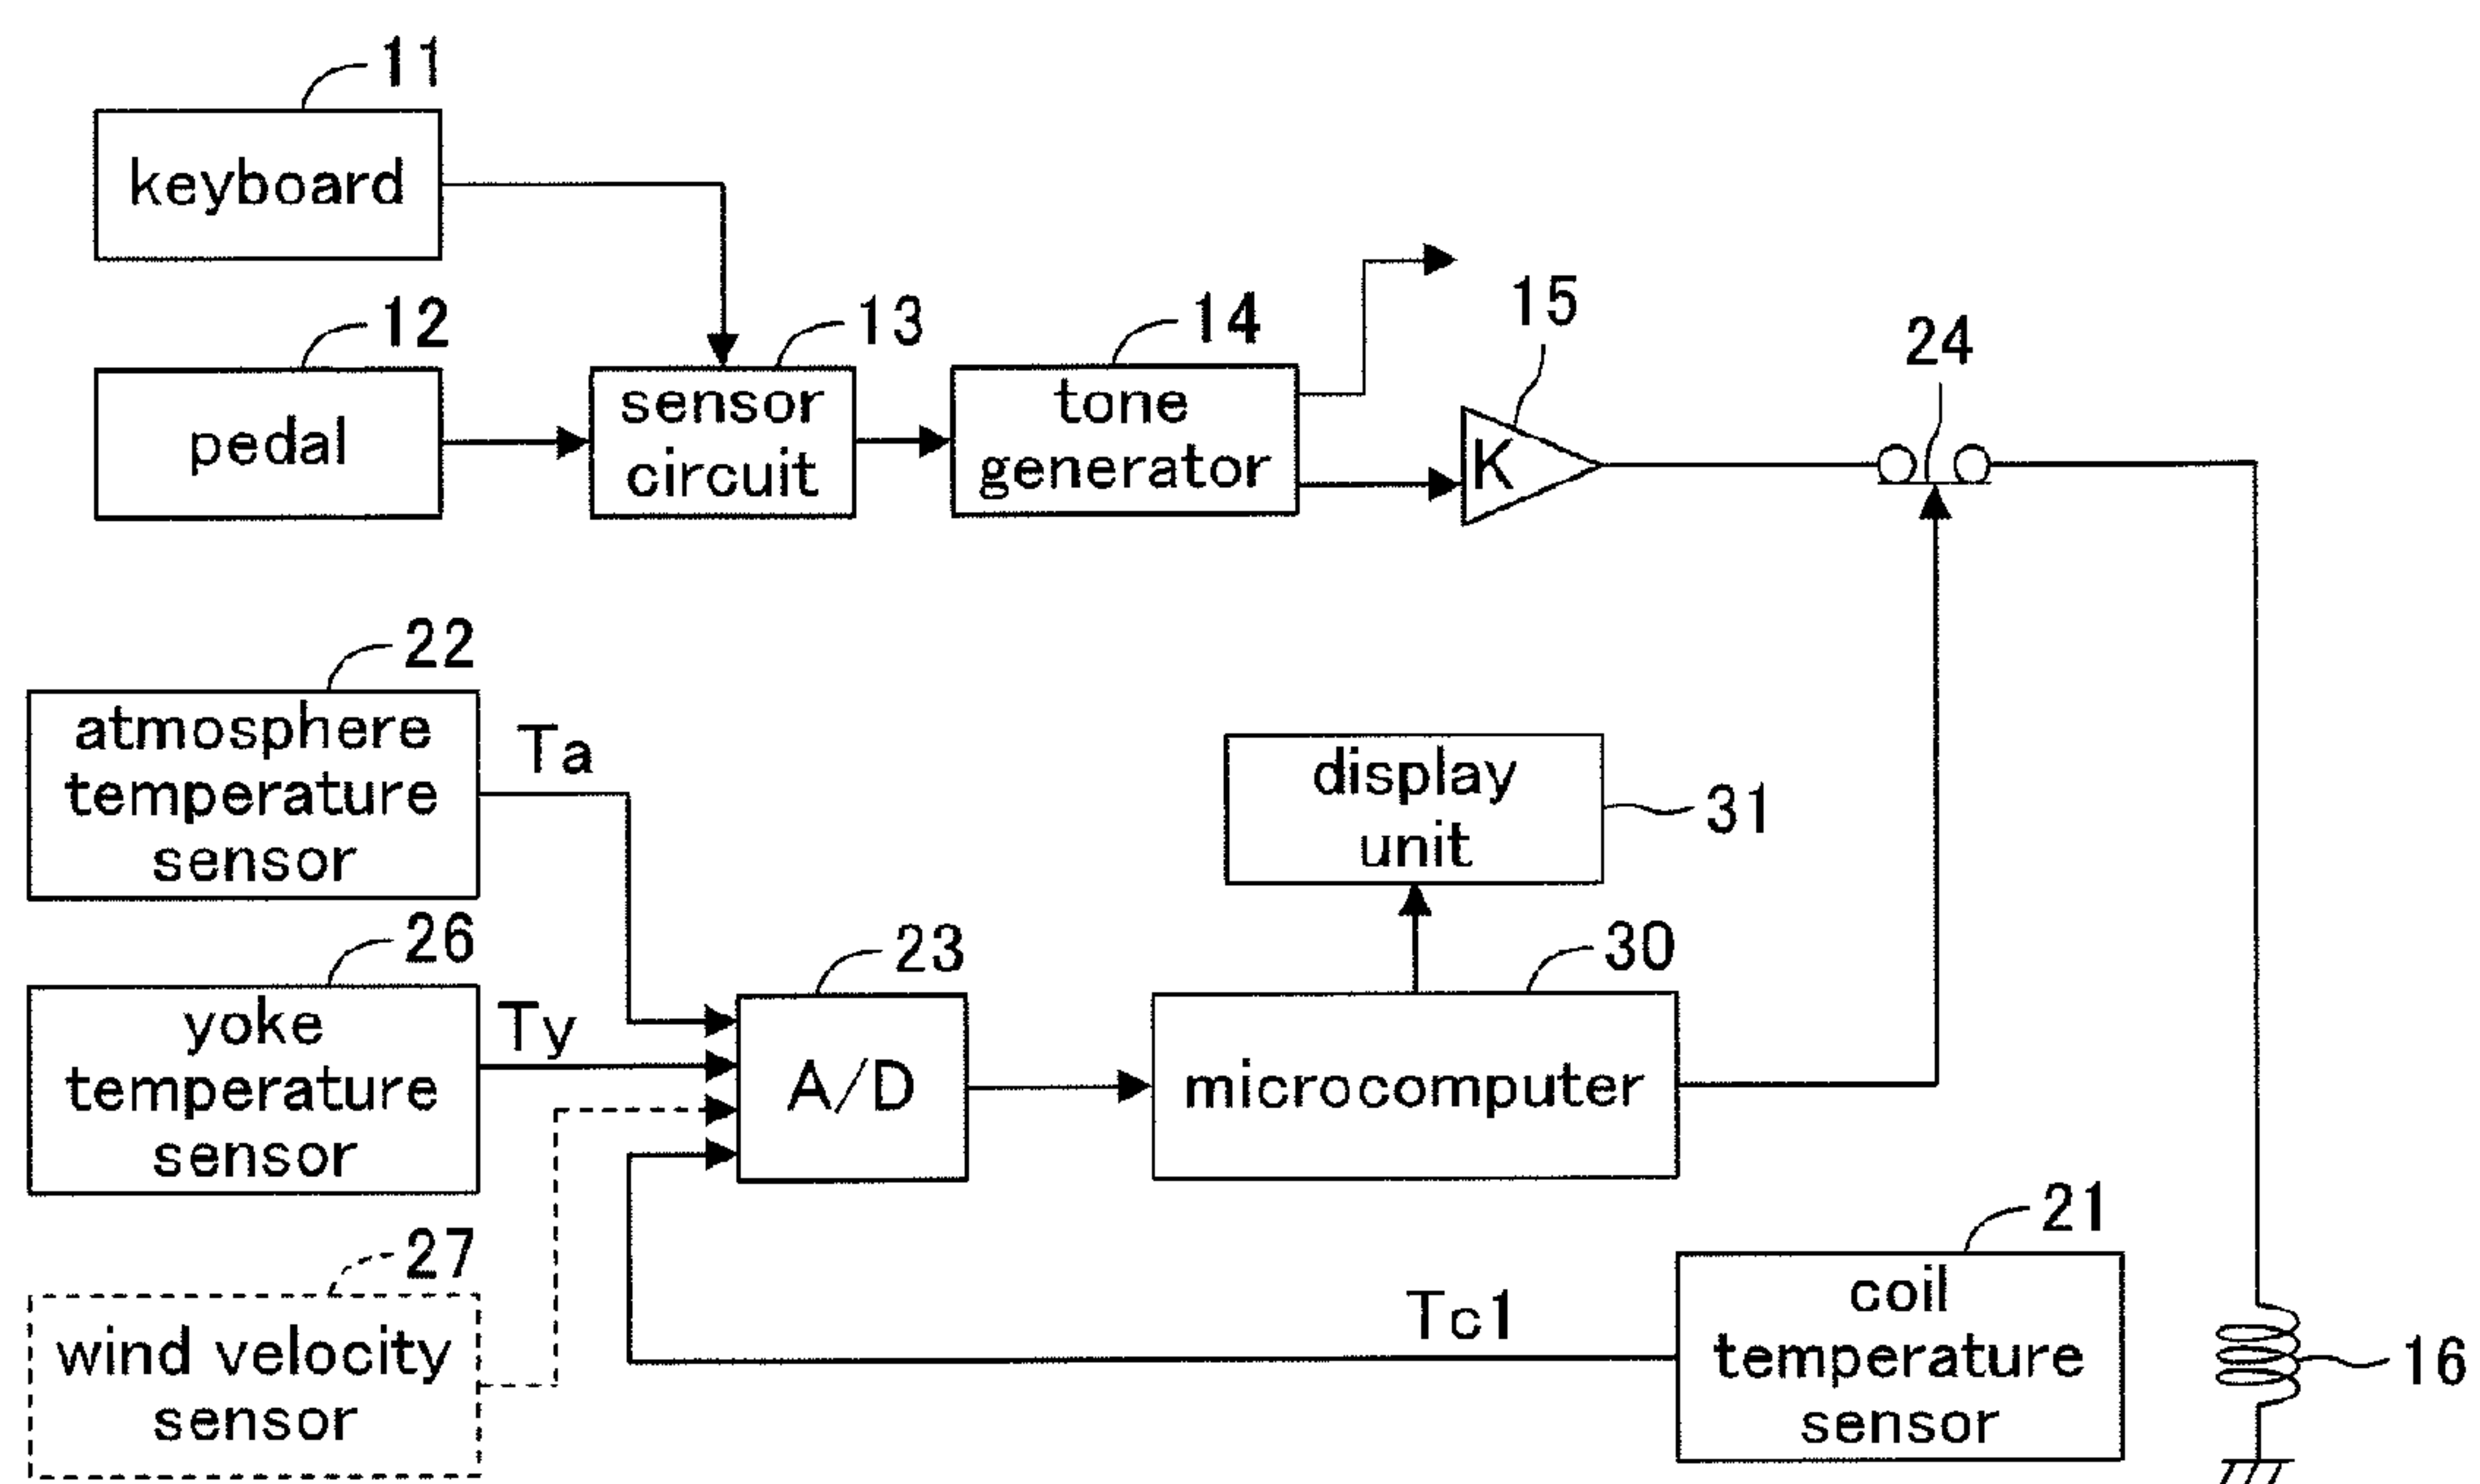 11
keyboard
12
pedal
13
sensor
circuit
14
tone
generator
15
K
24
22
atmosphere
temperature
sensor
Ta
26
yoke
temperature
sensor
Ty
27
wind velocity
sensor
23
A/D
30
microcomputer
display
unit
31
21
coil
temperature
sensor
Tc1
16